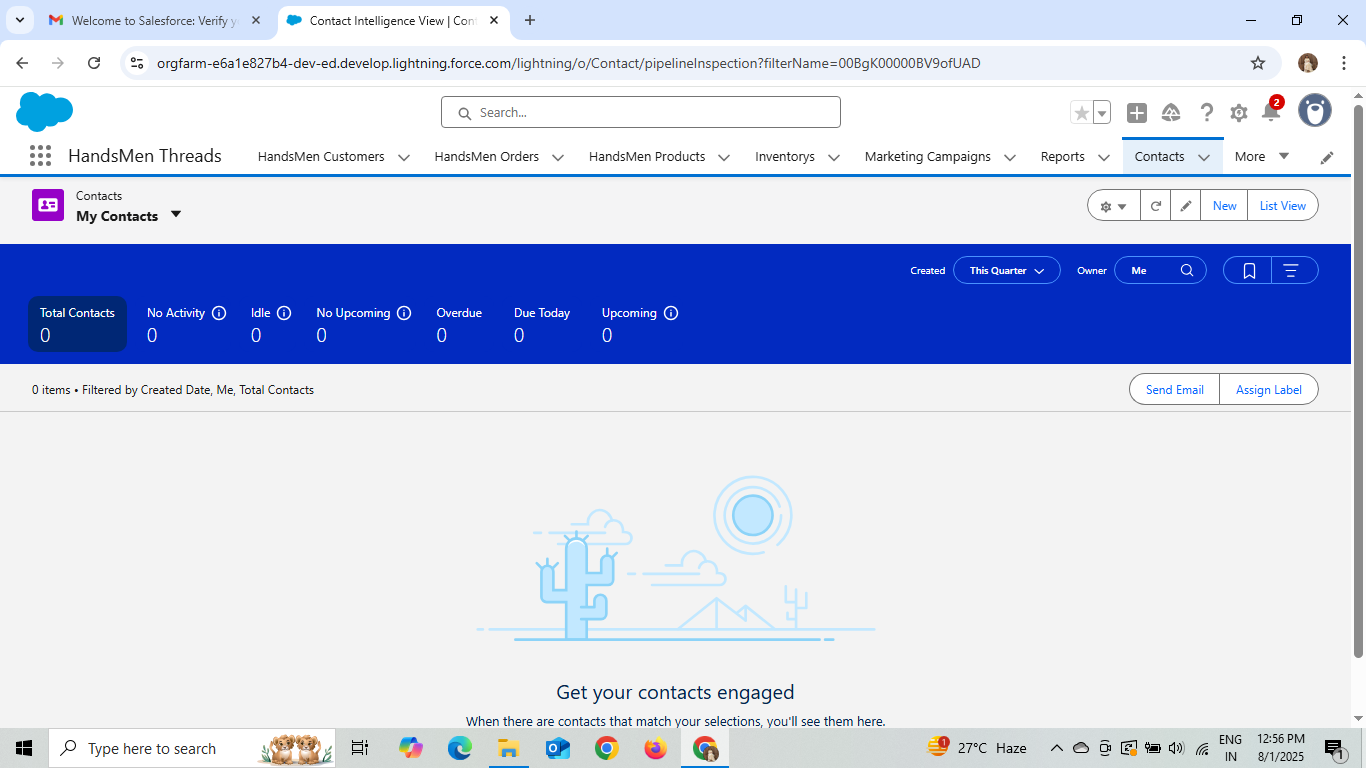 Welcome to Salesforce: Verify y
Contact Intelligence View | Cont
orgfarm-e6a1e827b4-dev-ed.develop.lightning.force.com/lightning/o/Contact/pipelineInspection?filterName=00BgK00000BV9ofUAD
Search...
2
HandsMen Threads
HandsMen Customers
HandsMen Orders
HandsMen Products
Inventorys
Marketing Campaigns
Reports
Contacts
More
Contacts
My Contacts
New
List View
Created
This Quarter
Owner
Me
Total Contacts
0
No Activity
0
Idle
0
No Upcoming
0
Overdue
0
Due Today
0
Upcoming
0
0 items • Filtered by Created Date, Me, Total Contacts
Send Email
Assign Label
Get your contacts engaged
When there are contacts that match your selections, you'll see them here.
Type here to search
1
27°C Haze
ENG
IN
12:56 PM
8/1/2025
1